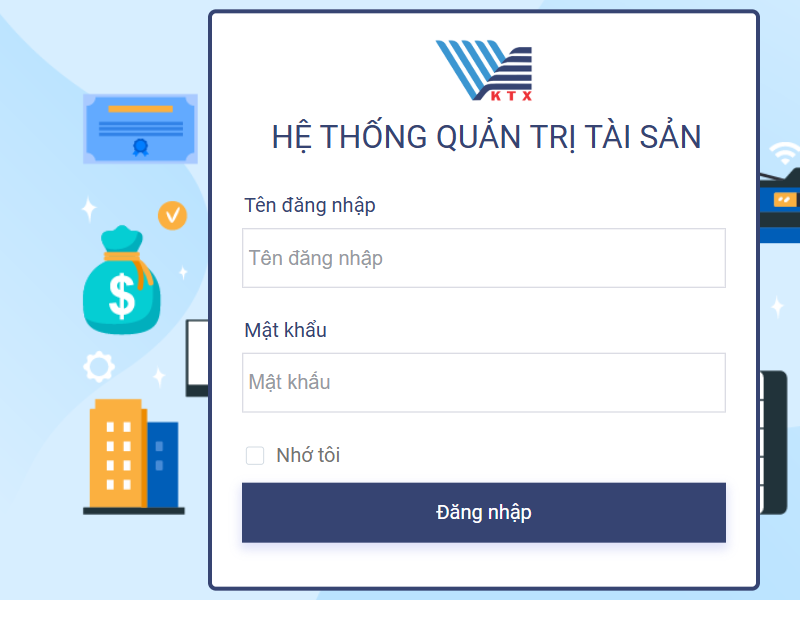 KTX
HỆ THỐNG QUẢN TRỊ TÀI SẢN
Tên đăng nhập
Tên đăng nhập
Mật khẩu
Mật khẩu
Nhớ tôi
Đăng nhập
$